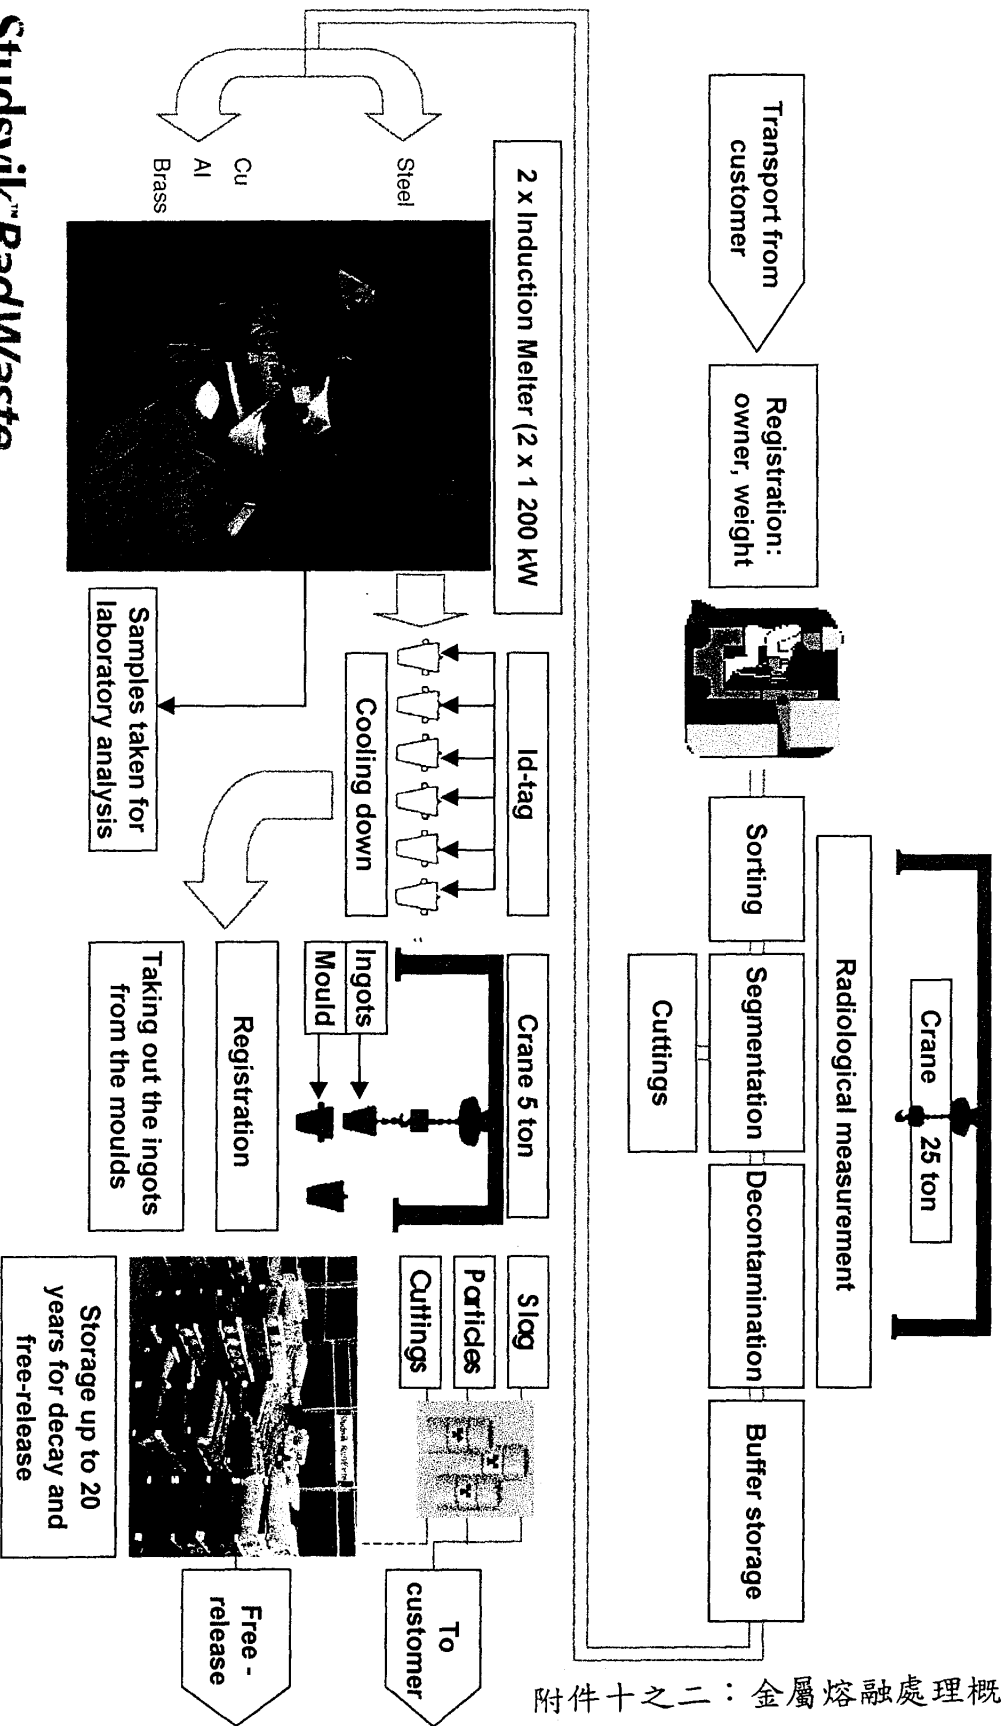 附件十之二：金屬熔融處理概
Crane 25 ton
Radiological measurement
Transport from
customer
Registration:
owner, weight
Sorting
Segmentation
Decontamination
Buffer storage
Cuttings
2 x Induction Melter (2 x 1 200 kW
Steel
Cu
Al
Brass
Id-tag
Cooling down
Samples taken for
laboratory analysis
Crane 5 ton
Ingots
Mould
Registration
Taking out the ingots
from the moulds
Slag
Particles
Cuttings
To
customer
Storage up to 20
years for decay and
free-release
Free -
release
Studsvik™ RadWaste